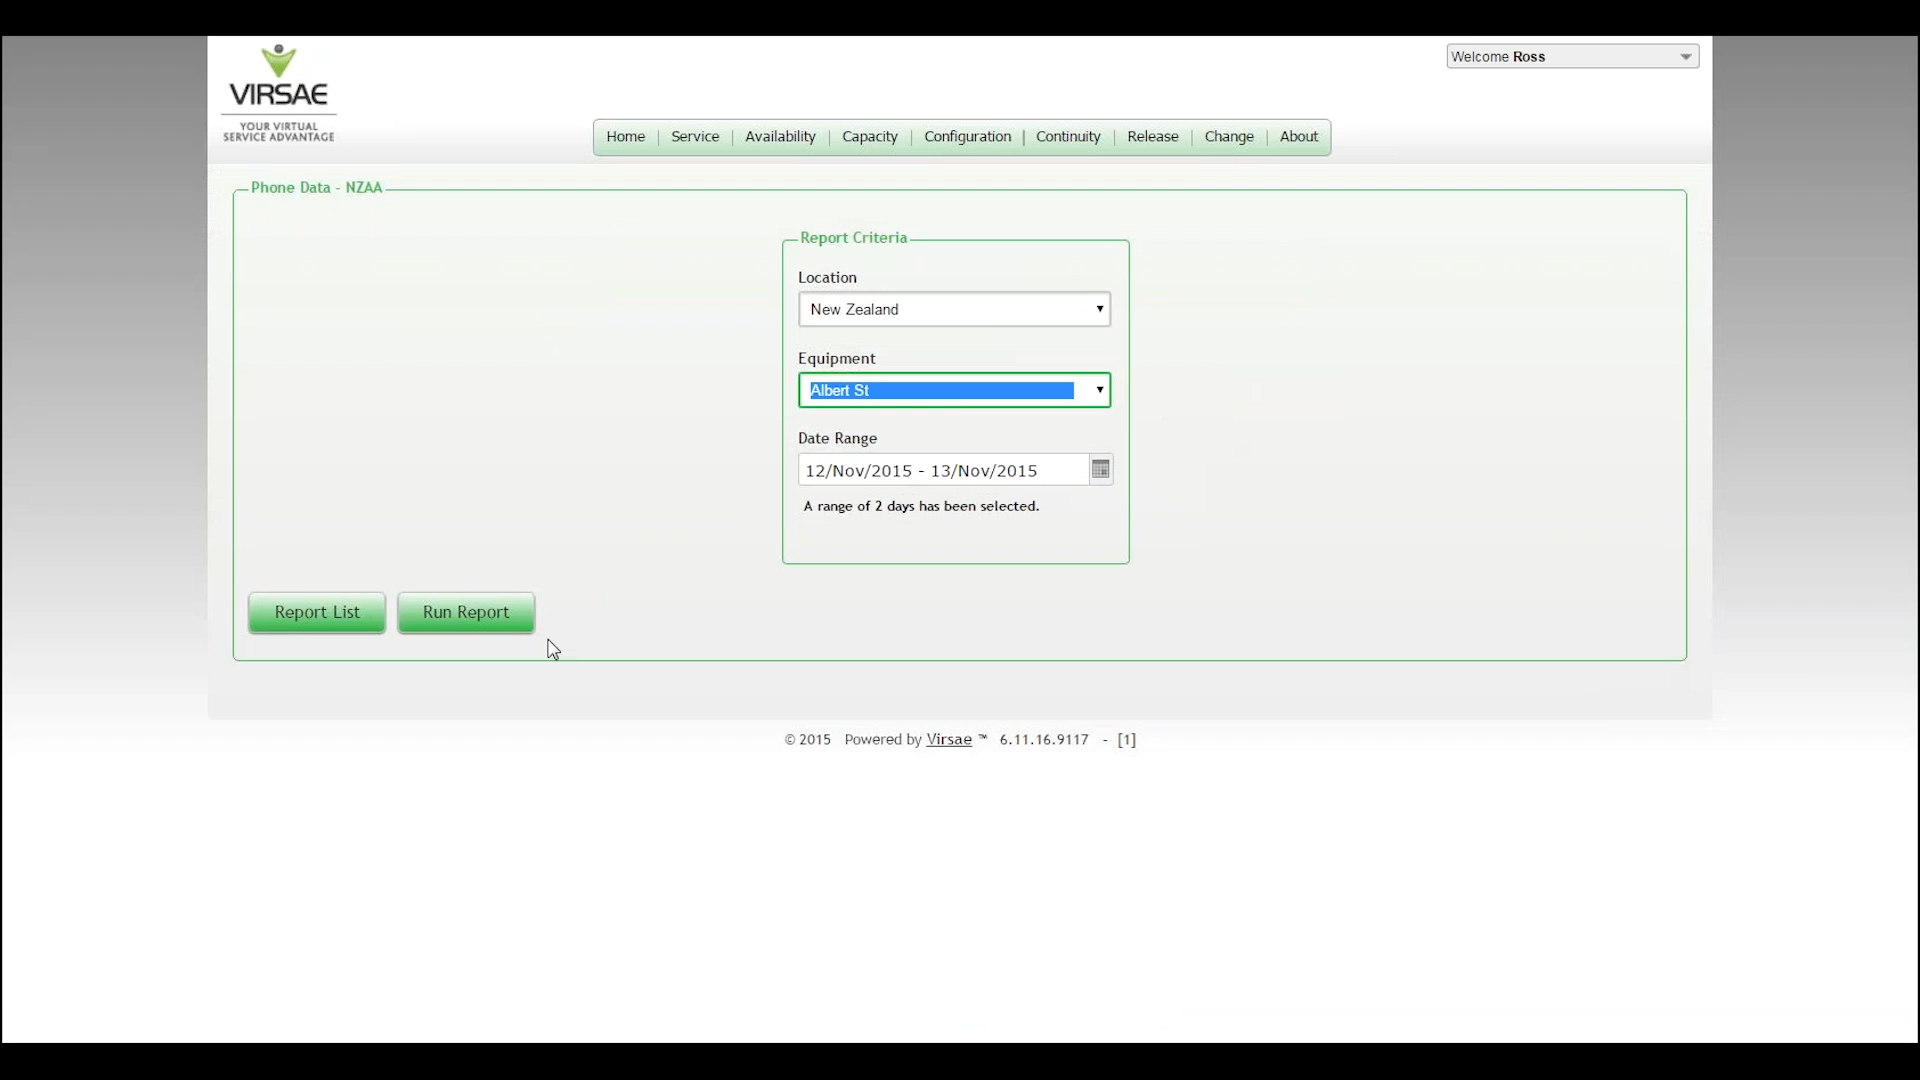 VIRSAE
YOUR VIRTUAL
SERVICE ADVANTAGE
Welcome Ross
Home Service Availability Capacity Configuration Continuity Release Change About
Phone Data - NZAA
Report Criteria
Location
New Zealand
Equipment
Albert St
Date Range
12/Nov/2015 - 13/Nov/2015
A range of 2 days has been selected.
Report List Run Report
© 2015 Powered by Virsae ™ 6.11.16.9117 - [1]